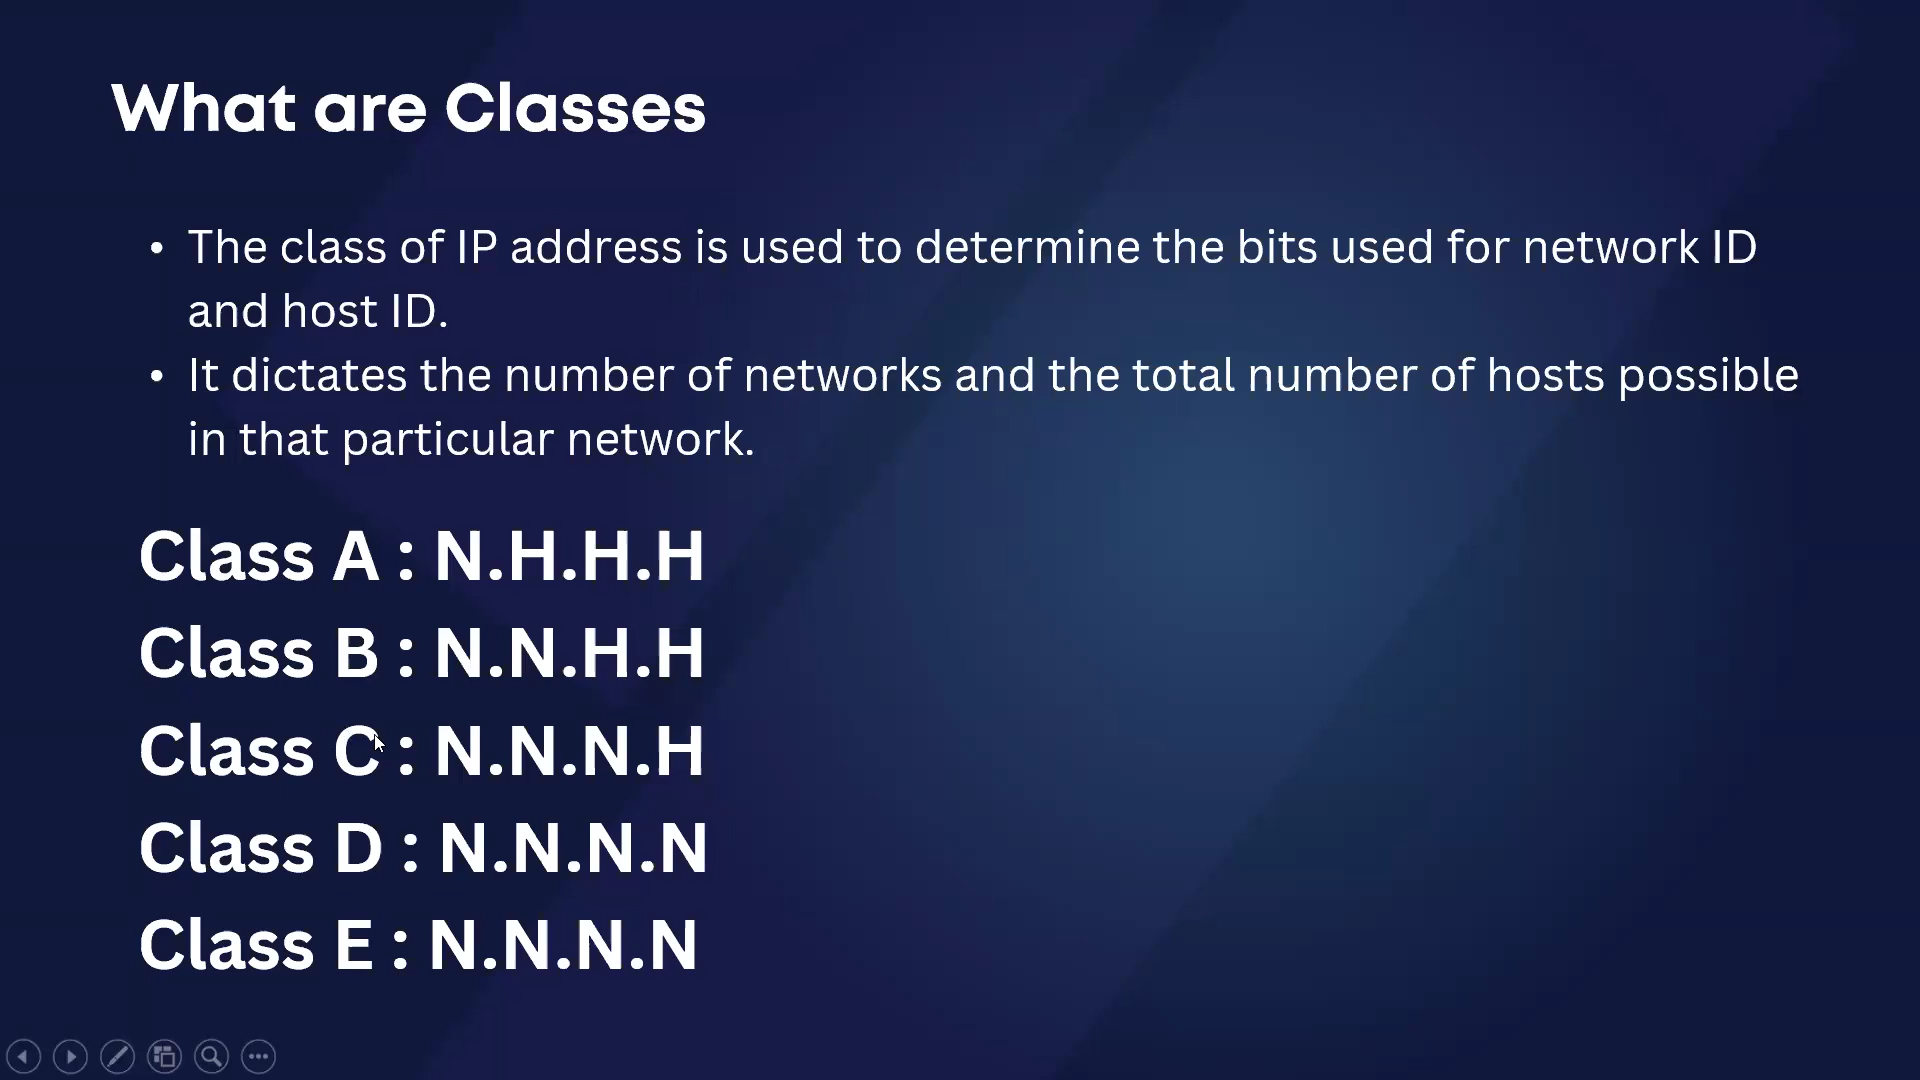 What are Classes
• The class of IP address is used to determine the bits used for network ID
and host ID.
• It dictates the number of networks and the total number of hosts possible
in that particular network.
Class A : N.H.H.H
Class B : N.N.H.H
Class C : N.N.N.H
Class D : N.N.N.N
Class E : N.N.N.N